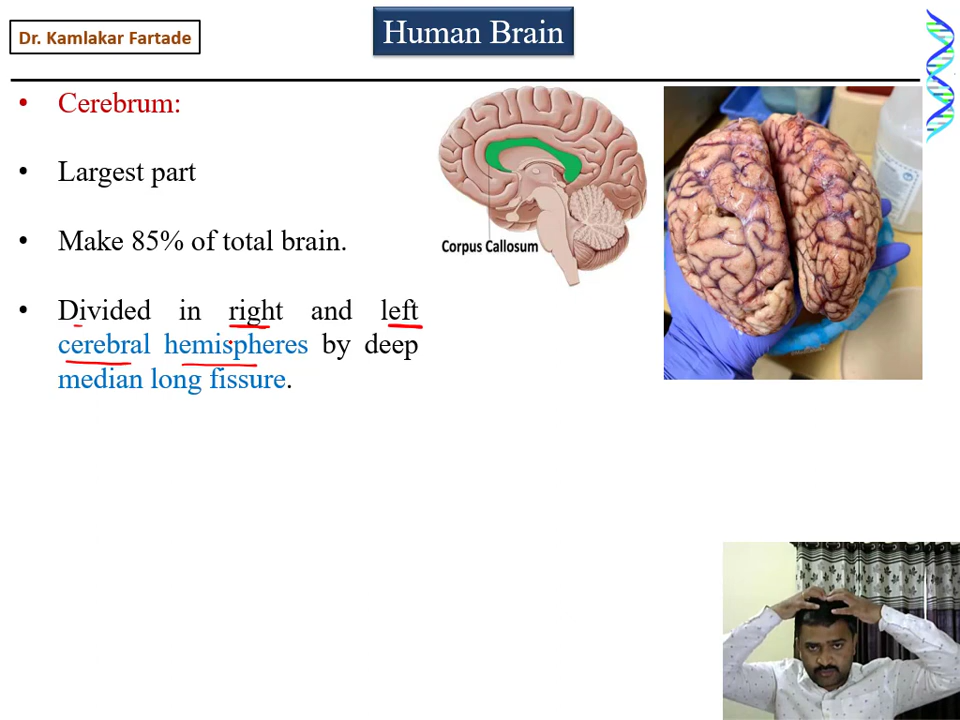 Dr. Kamlakar Fartade
Human Brain
• Cerebrum:
• Largest part
• Make 85% of total brain.
• Divided in right and left
cerebral hemispheres by deep
median long fissure.
Corpus Callosum